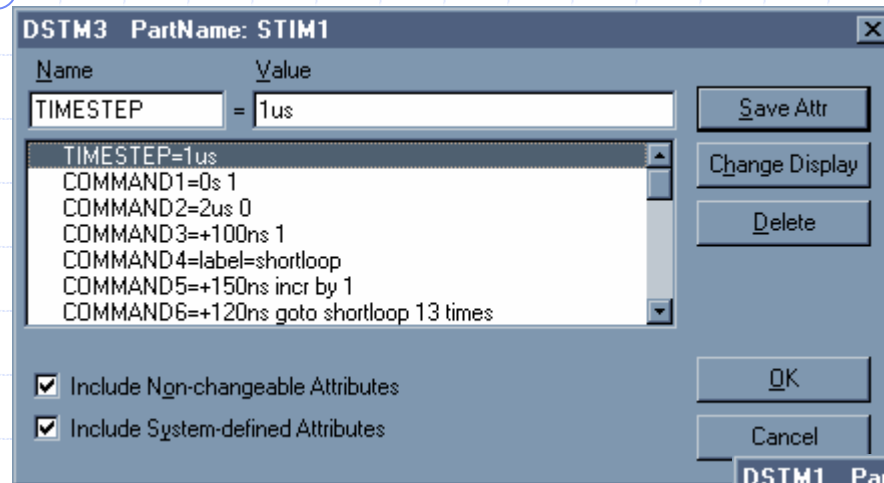 DSTM3 PartName: STIM1
Name Value
TIMESTEP = 1us
Save Attr
TIMESTEP=1us
COMMAND1=0s 1
COMMAND2=2us 0
COMMAND3=+100ns 1
COMMAND4=label=shortloop
COMMAND5=+150ns incr by 1
COMMAND6=+120ns goto shortloop 13 times
Change Display
Delete
Include Non-changeable Attributes
Include System-defined Attributes
OK
Cancel
DSTM1